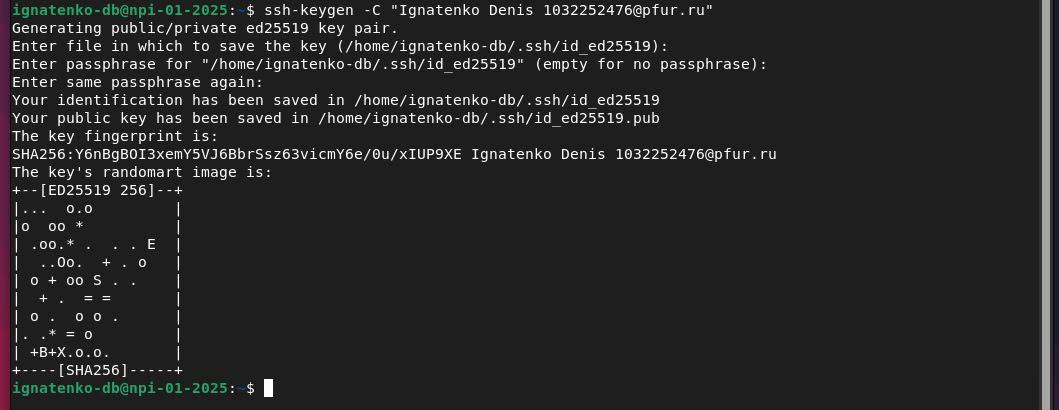 ignatenko-db@npi-01-2025:~$ ssh-keygen -C "Ignatenko Denis 1032252476@pfur.ru"
Generating public/private ed25519 key pair.
Enter file in which to save the key (/home/ignatenko-db/.ssh/id_ed25519):
Enter passphrase for "/home/ignatenko-db/.ssh/id_ed25519" (empty for no passphrase):
Enter same passphrase again:
Your identification has been saved in /home/ignatenko-db/.ssh/id_ed25519
Your public key has been saved in /home/ignatenko-db/.ssh/id_ed25519.pub
The key fingerprint is:
SHA256:Y6nBgBOI3xemY5VJ6BbrSsz63vicmY6e/0u/xIUP9XE Ignatenko Denis 1032252476@pfur.ru
The key's randomart image is:
+--[ED25519 256]--+
|...  o.o         |
|o  oo *          |
| .oo.* .  . . E  |
|  ..Oo.  + . o   |
| o + oo S . .    |
|  + .  = =       |
| o .  o o .      |
|. .* = o         |
| +B+X.o.o.       |
+----[SHA256]-----+
ignatenko-db@npi-01-2025:~$